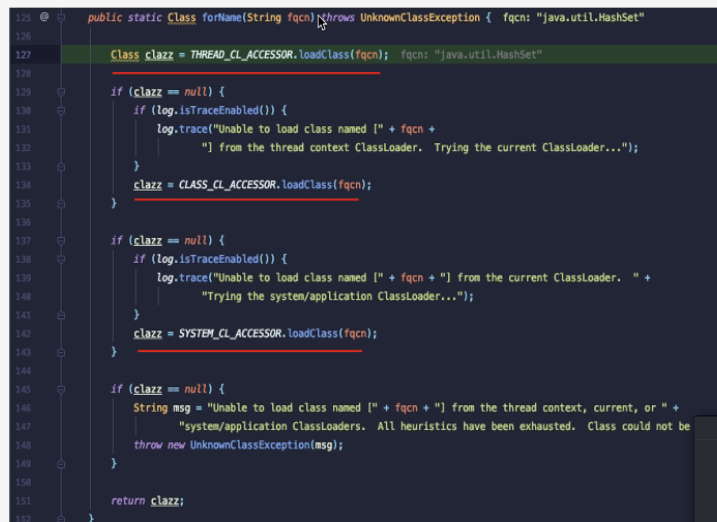 125 @ public static Class forName(String fqcn) throws UnknownClassException { fqcn: "java.util.HashSet"
126
127 Class clazz = THREAD_CL_ACCESSOR.loadClass(fqcn); fqcn: "java.util.HashSet"
128
129 if (clazz == null) {
130 if (log.isTraceEnabled()) {
131 log.trace("Unable to load class named [" + fqcn +
132 "] from the thread context ClassLoader. Trying the current ClassLoader...");
133 }
134 clazz = CLASS_CL_ACCESSOR.loadClass(fqcn);
135 }
136
137 if (clazz == null) {
138 if (log.isTraceEnabled()) {
139 log.trace("Unable to load class named [" + fqcn + "] from the current ClassLoader. " +
140 "Trying the system/application ClassLoader...");
141 }
142 clazz = SYSTEM_CL_ACCESSOR.loadClass(fqcn);
143 }
144
145 if (clazz == null) {
146 String msg = "Unable to load class named [" + fqcn + "] from the thread context, current, or " +
147 "system/application ClassLoaders. All heuristics have been exhausted. Class could not be
148 throw new UnknownClassException(msg);
149 }
150
151 return clazz;
152 }